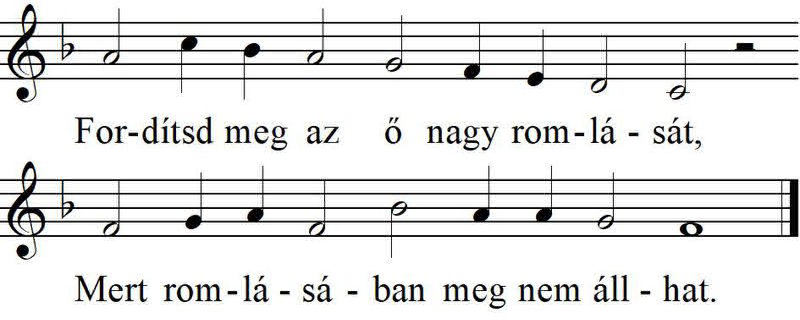 For-dítsd meg az ő nagy rom-lá - sát,
Mert rom-lá - sá - ban meg nem áll - hat.